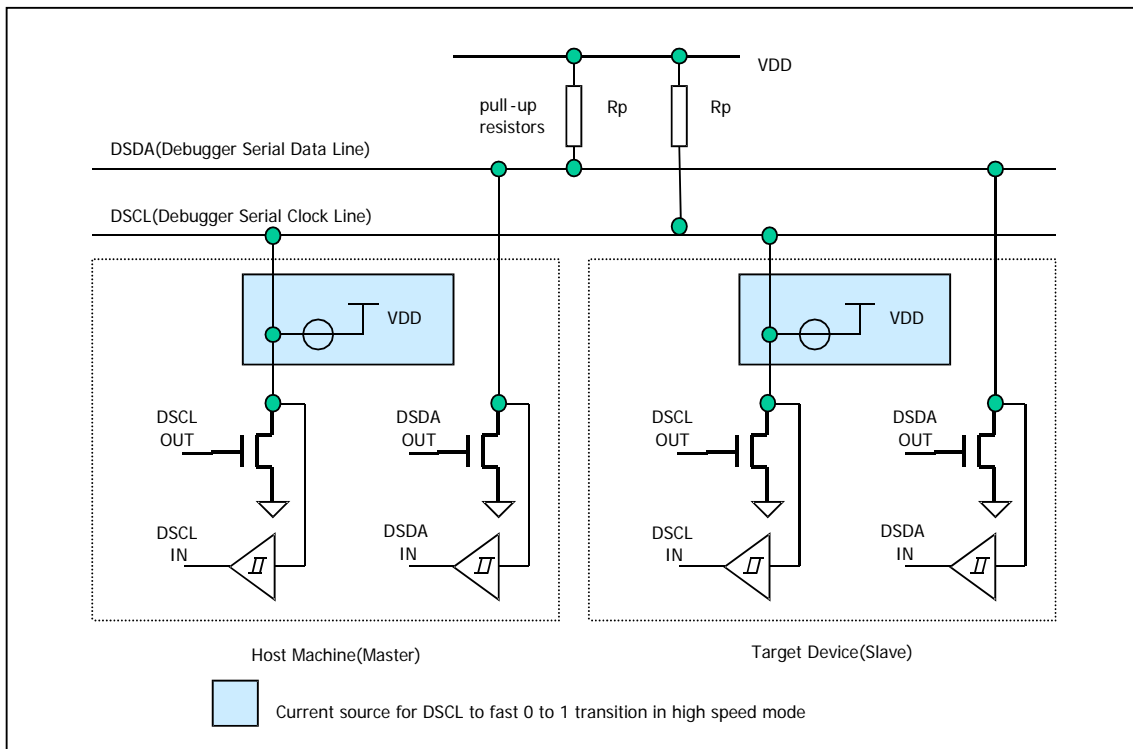 VDD
pull-up
resistors
Rp
Rp
DSDA(Debugger Serial Data Line)
DSCL(Debugger Serial Clock Line)
VDD
VDD
DSCL
OUT
DSDA
OUT
DSCL
OUT
DSDA
OUT
DSCL
IN
DSDA
IN
DSCL
IN
DSDA
IN
Host Machine(Master)
Target Device(Slave)
Current source for DSCL to fast 0 to 1 transition in high speed mode